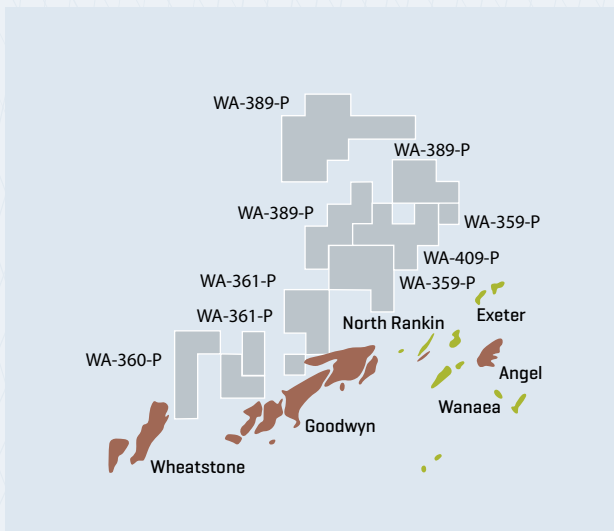 WA-389-P
WA-389-P
WA-389-P
WA-359-P
WA-409-P
WA-359-P
WA-361-P
WA-361-P
North Rankin
Exeter
WA-360-P
Angel
Wanaea
Goodwyn
Wheatstone